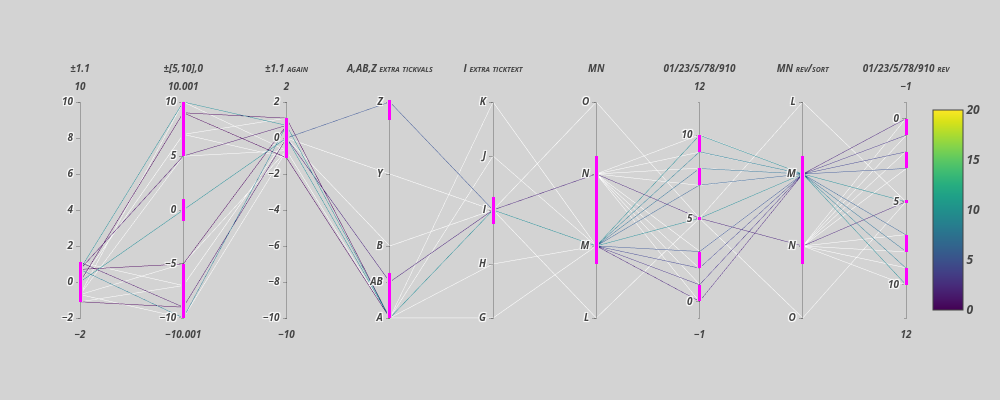 ±1.1 ±[5,10],0 ±1.1 AGAIN A,AB,Z EXTRA TICKVALS I EXTRA TICKTEXT MN 01/23/5/78/910 MN REV/SORT 01/23/5/78/910 REV
10 10.001 2 12 −1
10 10 2 Z K O L
8 0 10 0
6 5 −2 Y J N M
4 0 −4 I 5 5
2 −6 B M N
0 −5 −8 AB H 0 10
−2 −10 −10 A G L O
−2 −10.001 −10 −1 12
20
15
10
5
0